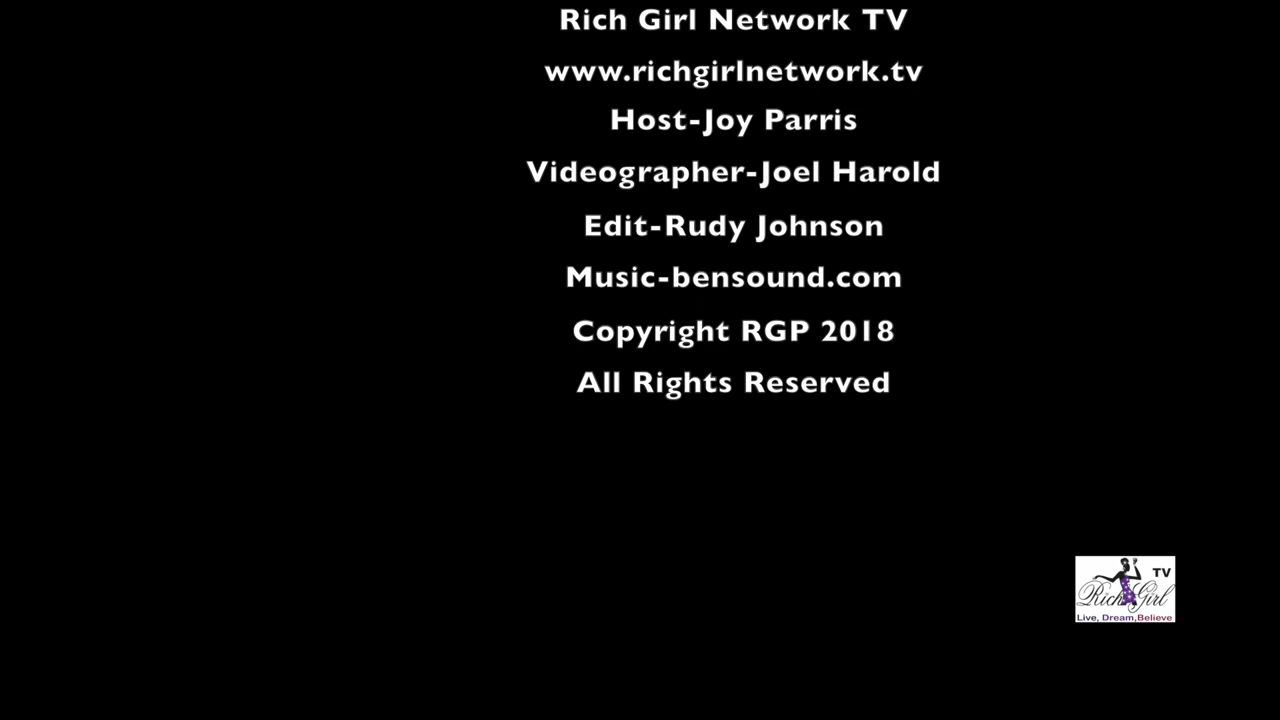 Rich Girl Network TV
www.richgirlnetwork.tv
Host-Joy Parris
Videographer-Joel Harold
Edit-Rudy Johnson
Music-bensound.com
Copyright RGP 2018
All Rights Reserved
TV
Rich Girl
Live, Dream,Believe